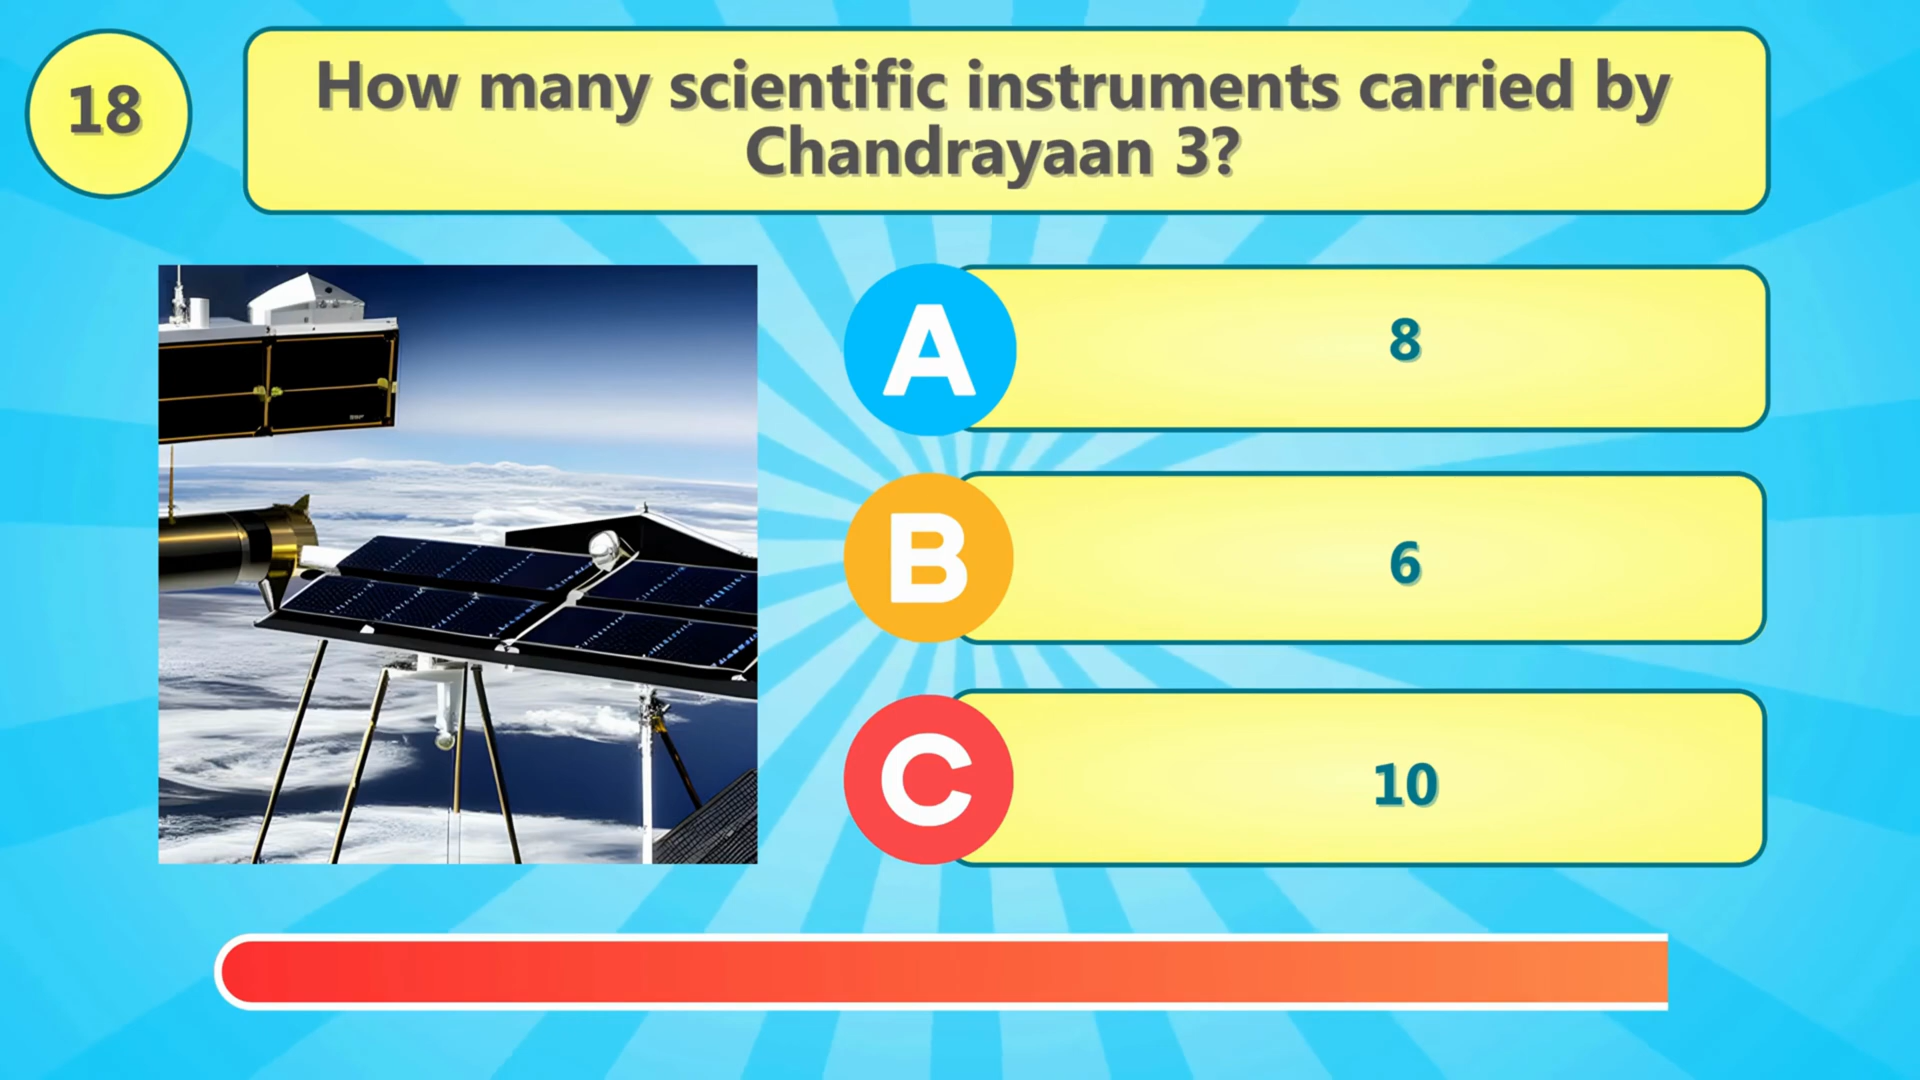 18
How many scientific instruments carried by
Chandrayaan 3?
A
8
B
6
C
10